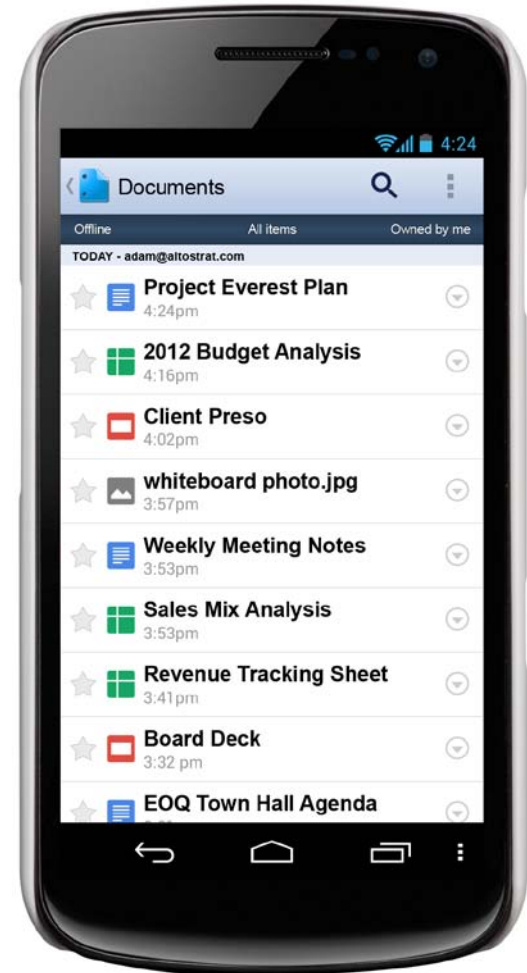 4:24
Documents
Offline All items Owned by me
TODAY - adam@altostrat.com
Project Everest Plan
4:24pm
2012 Budget Analysis
4:16pm
Client Preso
4:02pm
whiteboard photo.jpg
3:57pm
Weekly Meeting Notes
3:53pm
Sales Mix Analysis
3:53pm
Revenue Tracking Sheet
3:41pm
Board Deck
3:32 pm
EOQ Town Hall Agenda